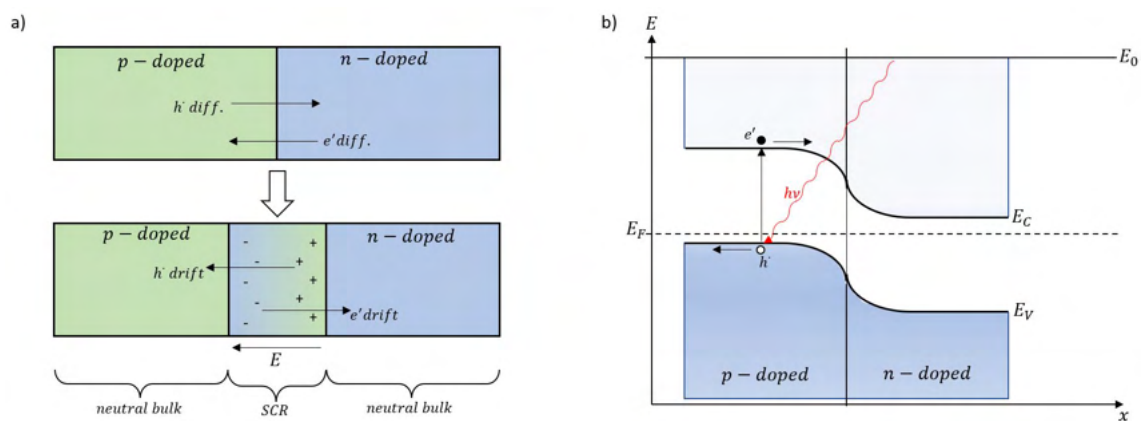 a)
p − doped
n − doped
h˙ diff.
e′ diff.
p − doped
n − doped
h˙ drift
e′ drift
- - - - -
+ + + + +
E
neutral bulk
SCR
neutral bulk
b)
E
E₀
e′
hν
E_C
E_F
h˙
E_V
p − doped
n − doped
x